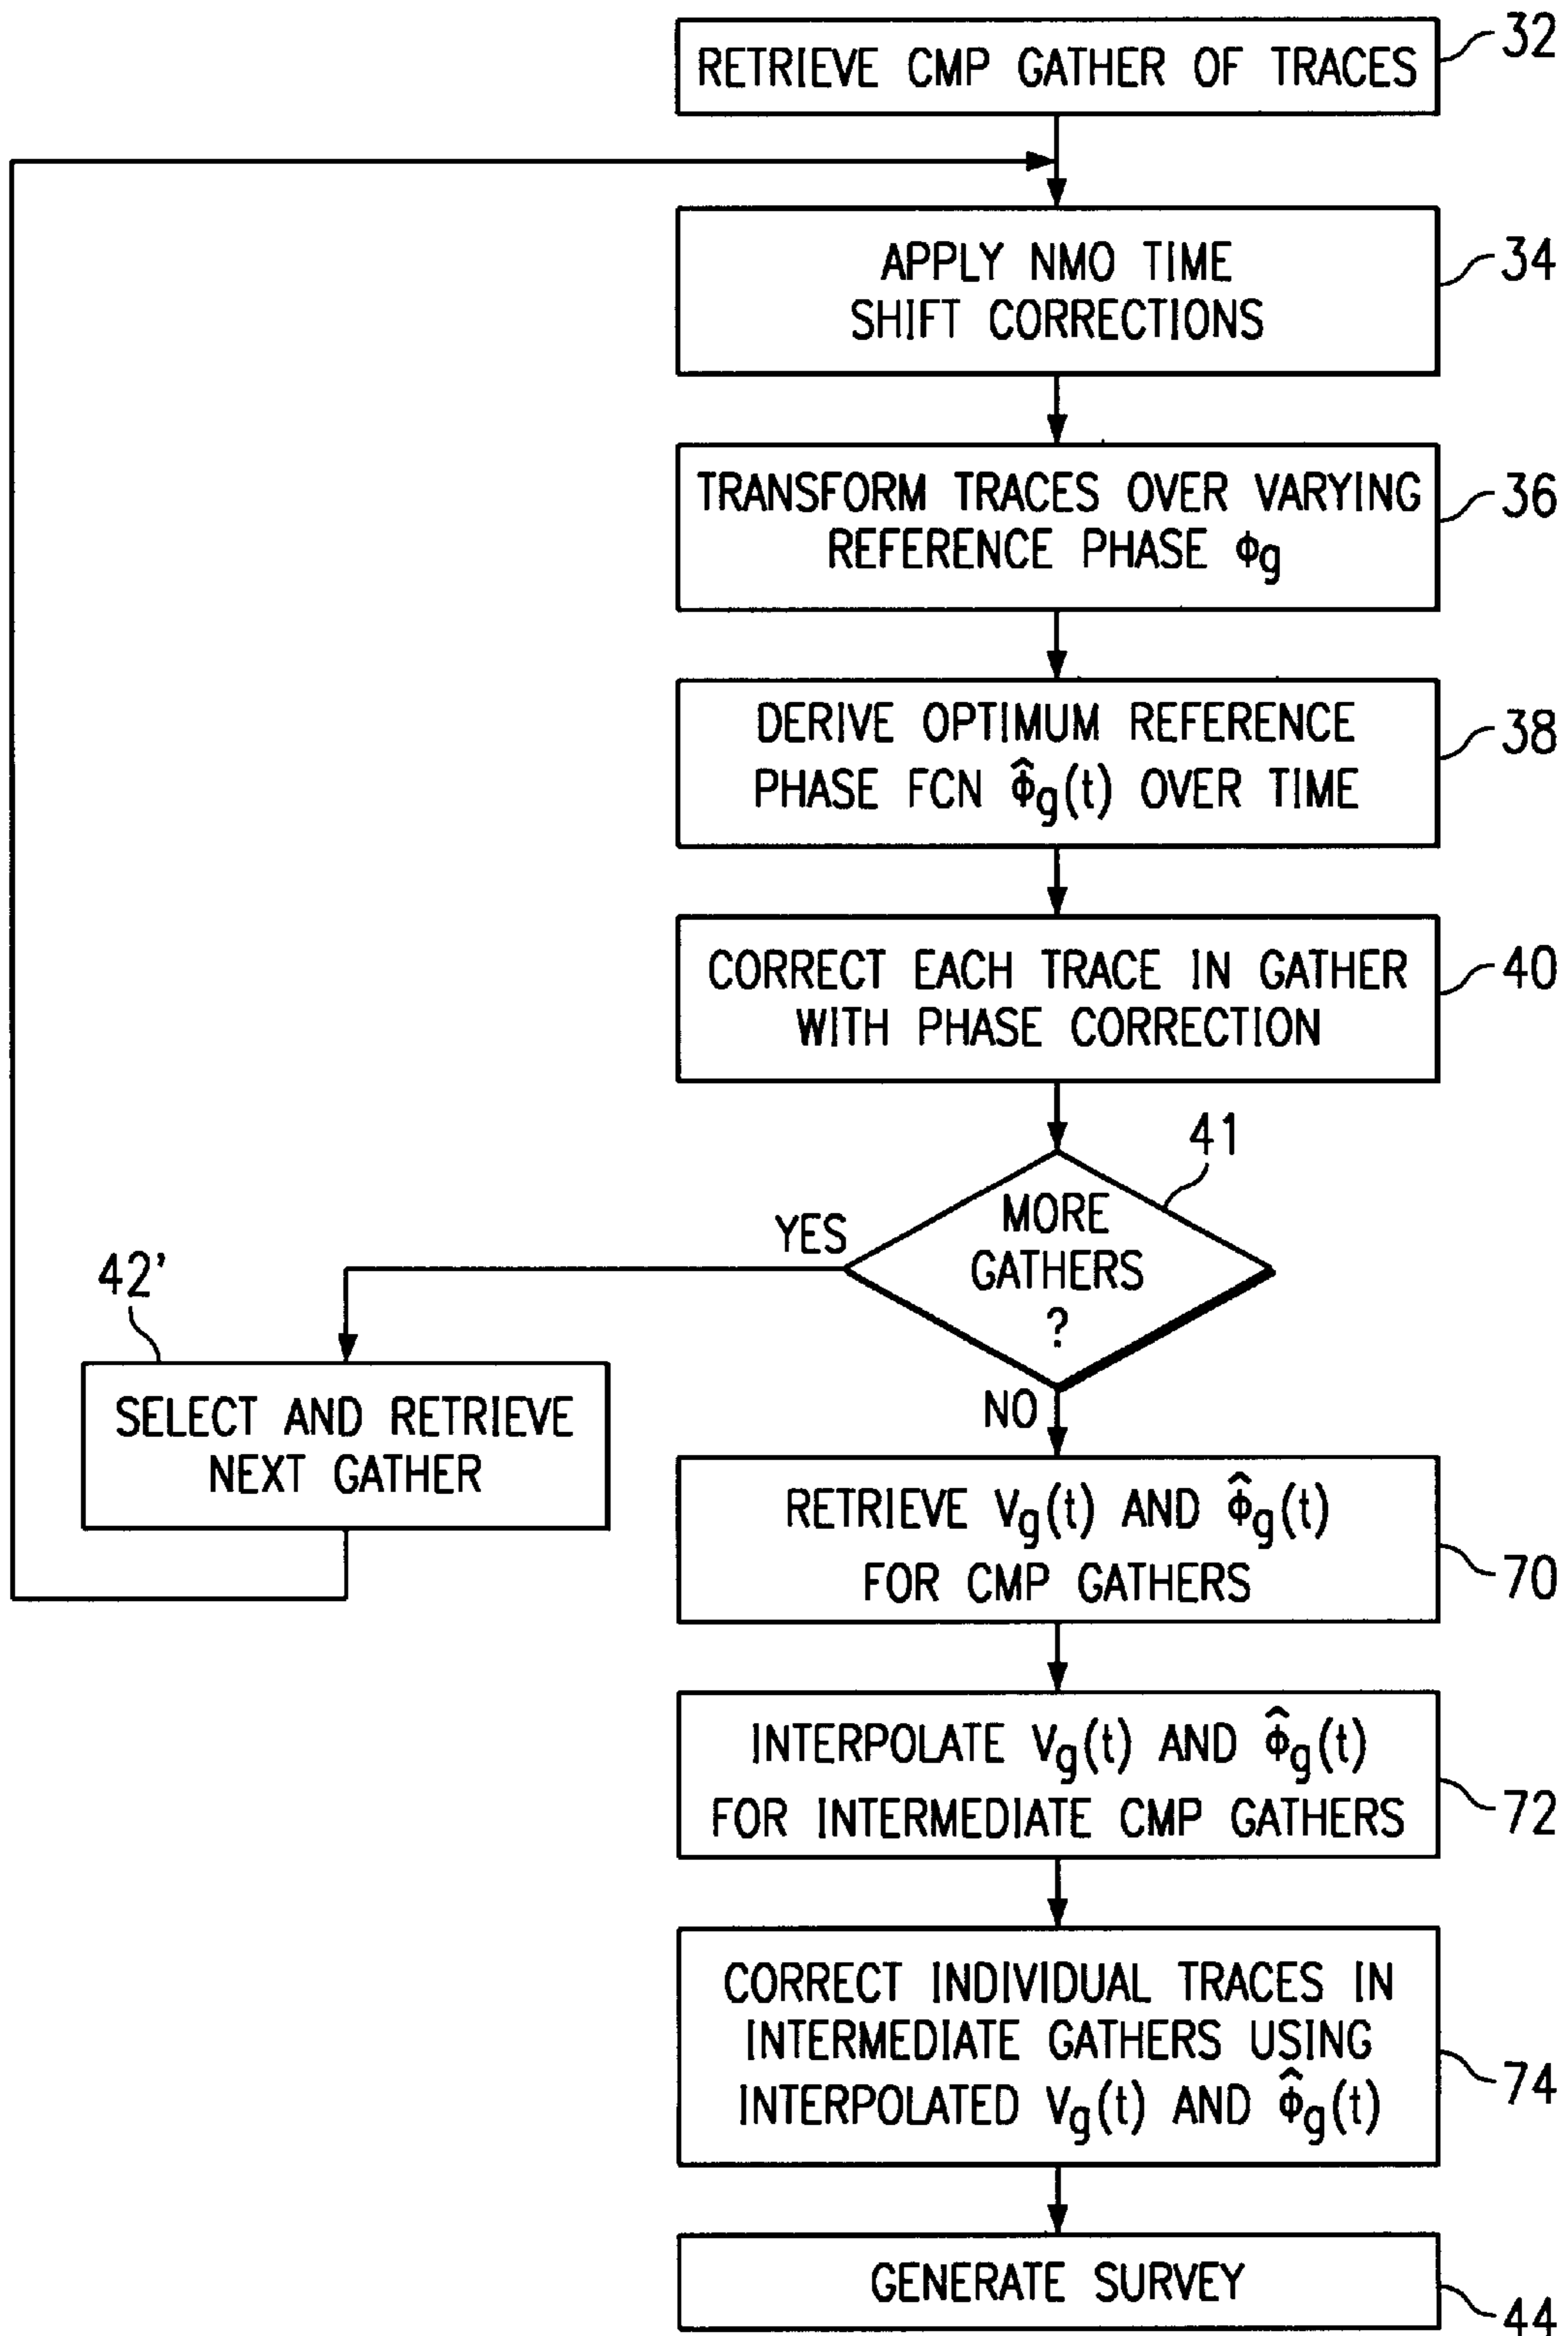 RETRIEVE CMP GATHER OF TRACES
32
APPLY NMO TIME
SHIFT CORRECTIONS
34
TRANSFORM TRACES OVER VARYING
REFERENCE PHASE ϕg
36
DERIVE OPTIMUM REFERENCE
PHASE FCN ϕ̂g(t) OVER TIME
38
CORRECT EACH TRACE IN GATHER
WITH PHASE CORRECTION
40
MORE
GATHERS
?
41
YES
42'
SELECT AND RETRIEVE
NEXT GATHER
NO
RETRIEVE Vg(t) AND ϕ̂g(t)
FOR CMP GATHERS
70
INTERPOLATE Vg(t) AND ϕ̂g(t)
FOR INTERMEDIATE CMP GATHERS
72
CORRECT INDIVIDUAL TRACES IN
INTERMEDIATE GATHERS USING
INTERPOLATED Vg(t) AND ϕ̂g(t)
74
GENERATE SURVEY
44